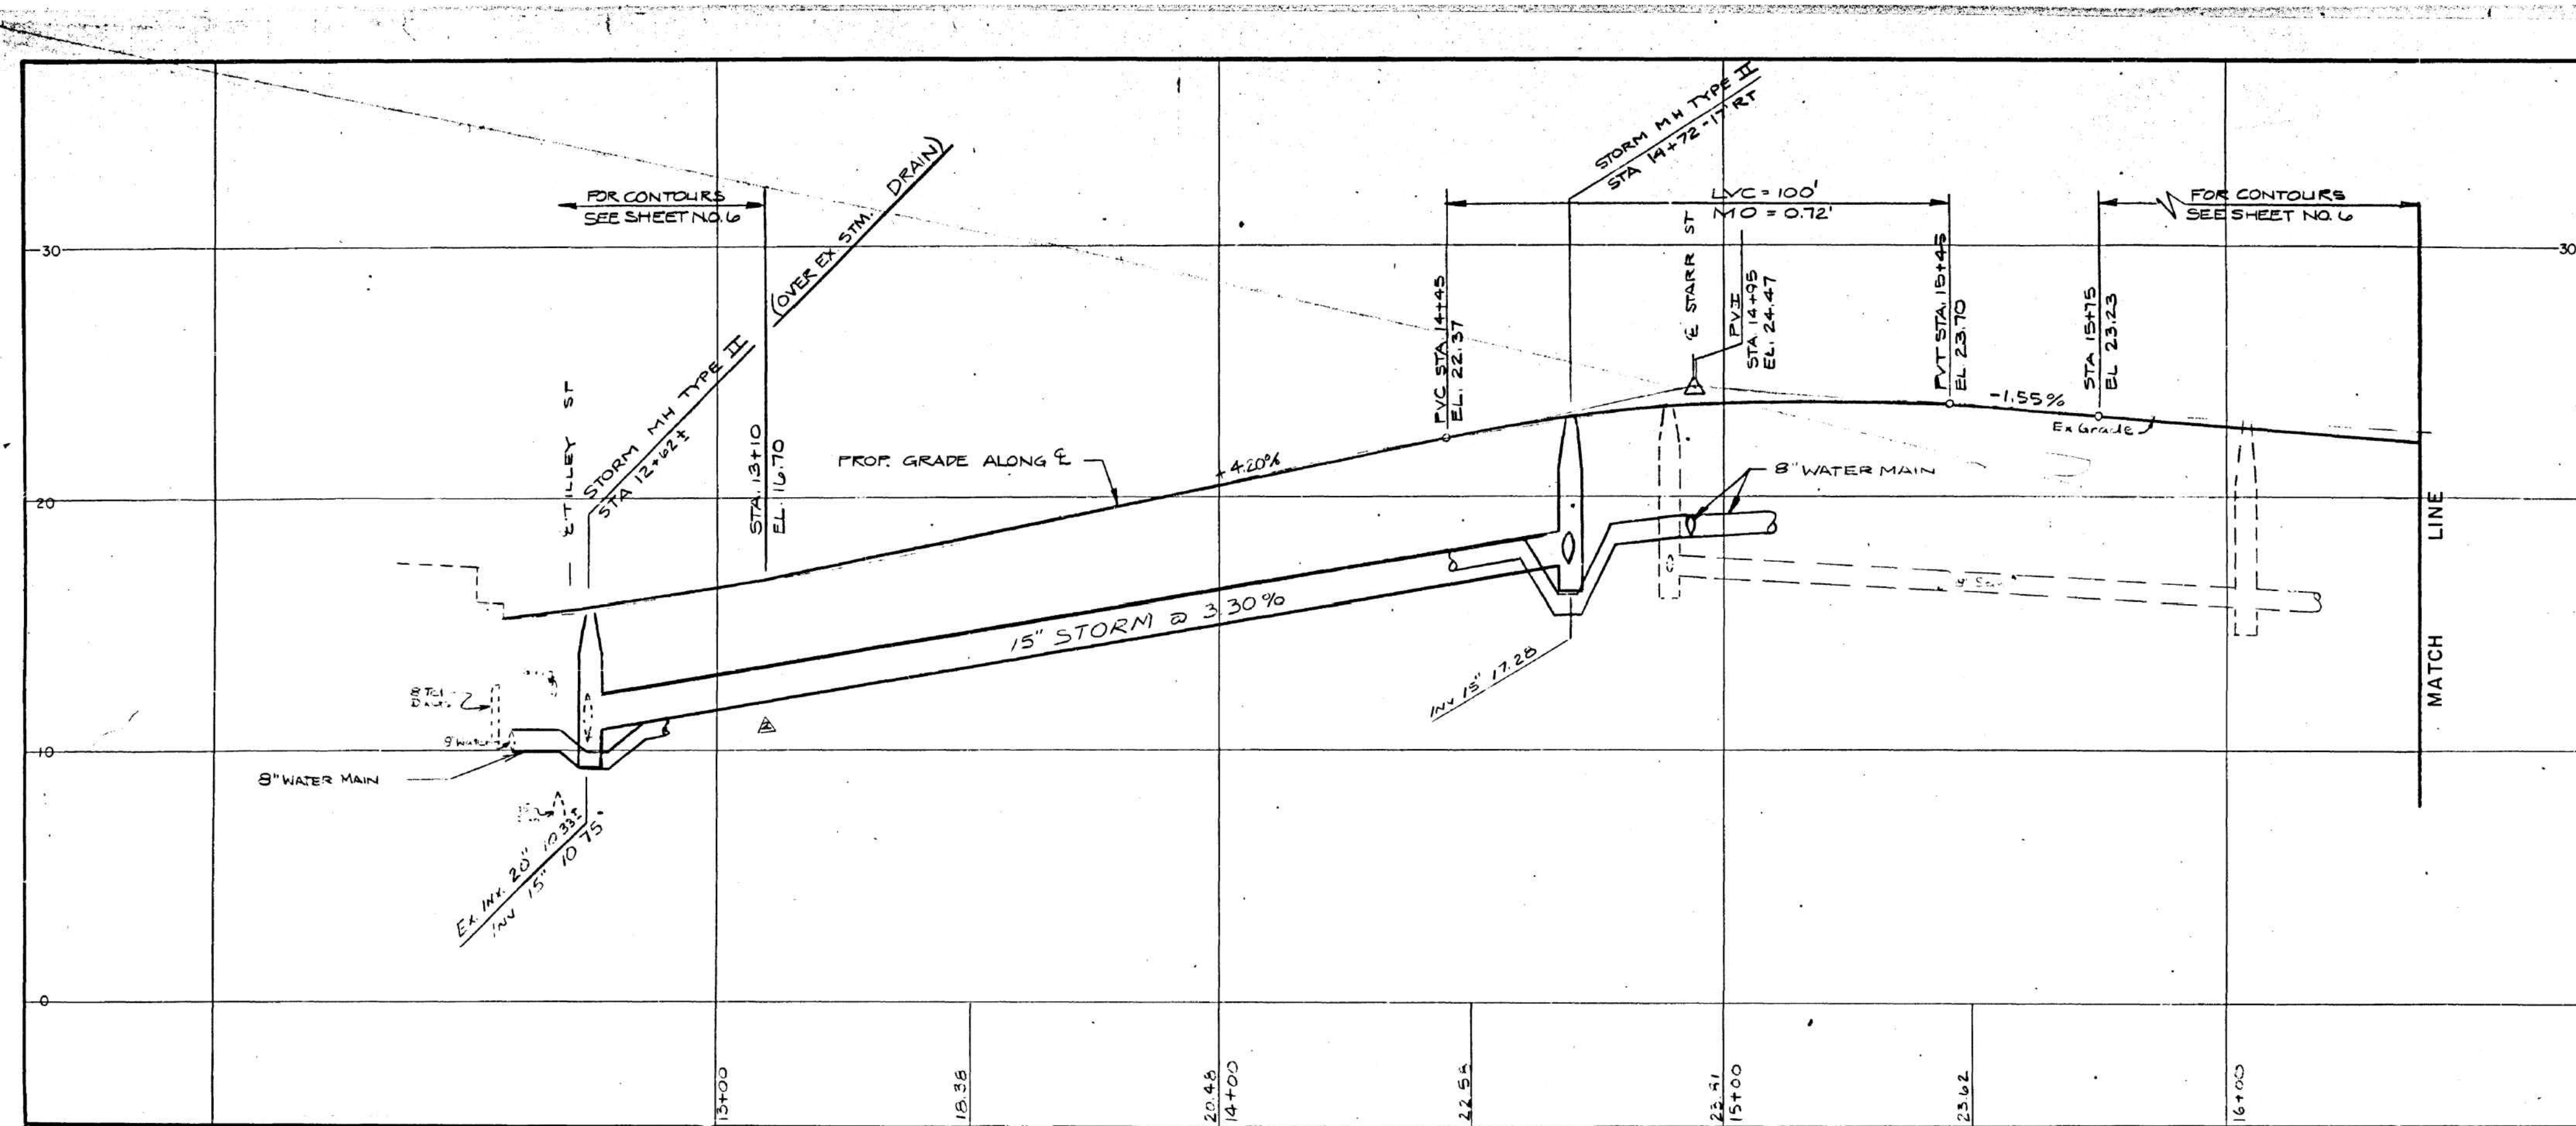 STORM MH TYPE II
STA 14+72 - 17' RT
FOR CONTOURS
SEE SHEET NO. 6
(OVER EX. STM. DRAIN)
LVC = 100'
MO = 0.72'
FOR CONTOURS
SEE SHEET NO. 6
30
30
℄ TILLEY ST
STORM MH TYPE II
STA 12+62±
STA. 13+10
EL. 16.70
PROP. GRADE ALONG ℄
+4.20%
PVC STA. 14+45
EL. 22.37
℄ STARR ST
PVI
STA. 14+95
EL. 24.47
PVT STA. 15+45
EL. 23.70
-1.55%
STA 15+75
EL 23.23
Ex Grade
8" WATER MAIN
20
15" STORM @ 3.30%
INV 15" 17.28
MATCH LINE
8" Water
10
8" WATER MAIN
EX. INV. 20" 10.33±
INV 15" 10.75
0
13+00
18.38
20.48
14+00
22.58
15+00
23.62
16+00